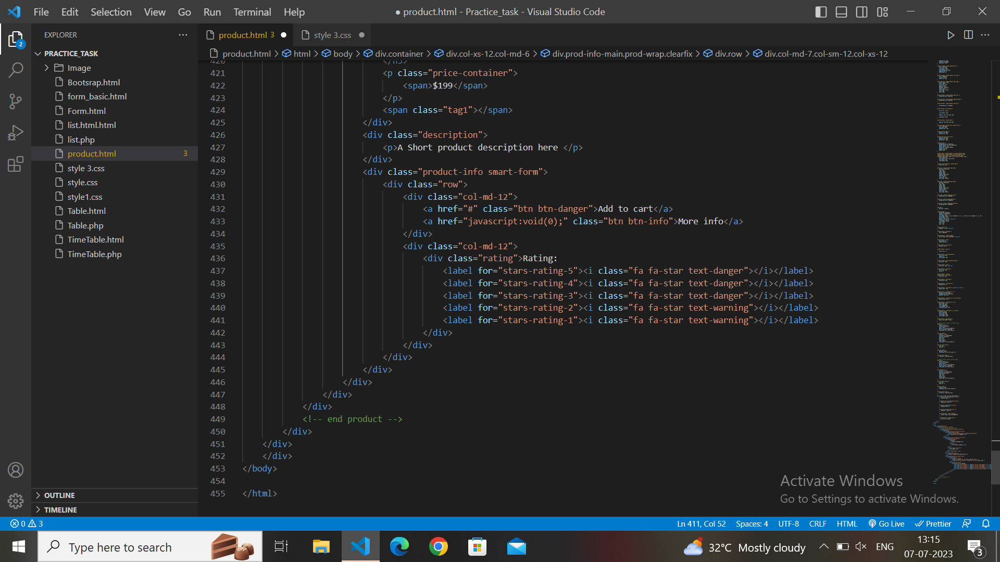 File Edit Selection View Go Run Terminal Help
● product.html - Practice_task - Visual Studio Code
EXPLORER
product.html 3
style 3.css
PRACTICE_TASK
product.html > html > body > div.container > div.col-xs-12.col-md-6 > div.prod-info-main.prod-wrap.clearfix > div.row > div.col-md-7.col-sm-12.col-xs-12
2
Image
Bootsrap.html
form_basic.html
Form.html
list.html.html
list.php
product.html 3
style 3.css
style.css
style1.css
Table.html
Table.php
TimeTable.html
TimeTable.php
OUTLINE
TIMELINE
420 </h5>
421 <p class="price-container">
422 <span>$199</span>
423 </p>
424 <span class="tag1"></span>
425 </div>
426 <div class="description">
427 <p>A Short product description here </p>
428 </div>
429 <div class="product-info smart-form">
430 <div class="row">
431 <div class="col-md-12">
432 <a href="#" class="btn btn-danger">Add to cart</a>
433 <a href="javascript:void(0);" class="btn btn-info">More info</a>
434 </div>
435 <div class="col-md-12">
436 <div class="rating">Rating:
437 <label for="stars-rating-5"><i class="fa fa-star text-danger"></i></label>
438 <label for="stars-rating-4"><i class="fa fa-star text-danger"></i></label>
439 <label for="stars-rating-3"><i class="fa fa-star text-danger"></i></label>
440 <label for="stars-rating-2"><i class="fa fa-star text-warning"></i></label>
441 <label for="stars-rating-1"><i class="fa fa-star text-warning"></i></label>
442 </div>
443 </div>
444 </div>
445 </div>
446 </div>
447 </div>
448 </div>
449 <!-- end product -->
450 </div>
451 </div>
452 </div>
453 </body>
454
455 </html>
Activate Windows
Go to Settings to activate Windows.
0 3
Ln 411, Col 52 Spaces: 4 UTF-8 CRLF HTML Go Live Prettier
Type here to search
32°C Mostly cloudy
ENG
13:15
07-07-2023
3